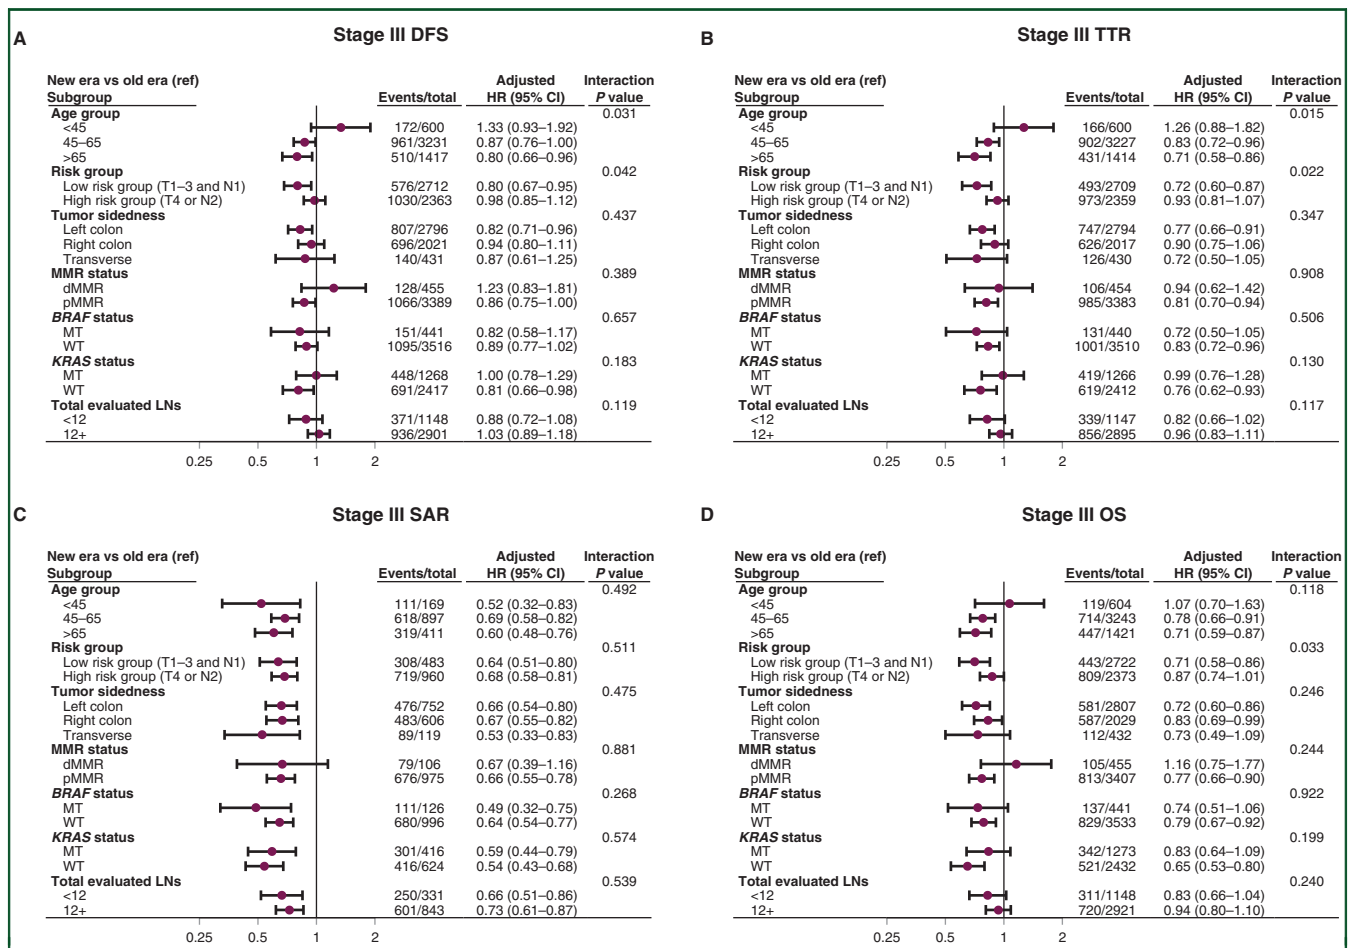 A
Stage III DFS
New era vs old era (ref)
Adjusted
Interaction
Subgroup
Events/total
HR (95% CI)
P value
Age group
0.031
<45 172/600 1.33 (0.93–1.92)
45–65 961/3231 0.87 (0.76–1.00)
>65 510/1417 0.80 (0.66–0.96)
Risk group
0.042
Low risk group (T1–3 and N1) 576/2712 0.80 (0.67–0.95)
High risk group (T4 or N2) 1030/2363 0.98 (0.85–1.12)
Tumor sidedness
0.437
Left colon 807/2796 0.82 (0.71–0.96)
Right colon 696/2021 0.94 (0.80–1.11)
Transverse 140/431 0.87 (0.61–1.25)
MMR status
0.389
dMMR 128/455 1.23 (0.83–1.81)
pMMR 1066/3389 0.86 (0.75–1.00)
BRAF status
0.657
MT 151/441 0.82 (0.58–1.17)
WT 1095/3516 0.89 (0.77–1.02)
KRAS status
0.183
MT 448/1268 1.00 (0.78–1.29)
WT 691/2417 0.81 (0.66–0.98)
Total evaluated LNs
0.119
<12 371/1148 0.88 (0.72–1.08)
12+ 936/2901 1.03 (0.89–1.18)
0.25 0.5 1 2
B
Stage III TTR
New era vs old era (ref)
Adjusted
Interaction
Subgroup
Events/total
HR (95% CI)
P value
Age group
0.015
<45 166/600 1.26 (0.88–1.82)
45–65 902/3227 0.83 (0.72–0.96)
>65 431/1414 0.71 (0.58–0.86)
Risk group
0.022
Low risk group (T1–3 and N1) 493/2709 0.72 (0.60–0.87)
High risk group (T4 or N2) 973/2359 0.93 (0.81–1.07)
Tumor sidedness
0.347
Left colon 747/2794 0.77 (0.66–0.91)
Right colon 626/2017 0.90 (0.75–1.06)
Transverse 126/430 0.72 (0.50–1.05)
MMR status
0.908
dMMR 106/454 0.94 (0.62–1.42)
pMMR 985/3383 0.81 (0.70–0.94)
BRAF status
0.506
MT 131/440 0.72 (0.50–1.05)
WT 1001/3510 0.83 (0.72–0.96)
KRAS status
0.130
MT 419/1266 0.99 (0.76–1.28)
WT 619/2412 0.76 (0.62–0.93)
Total evaluated LNs
0.117
<12 339/1147 0.82 (0.66–1.02)
12+ 856/2895 0.96 (0.83–1.11)
0.25 0.5 1 2
C
Stage III SAR
New era vs old era (ref)
Adjusted
Interaction
Subgroup
Events/total
HR (95% CI)
P value
Age group
0.492
<45 111/169 0.52 (0.32–0.83)
45–65 618/897 0.69 (0.58–0.82)
>65 319/411 0.60 (0.48–0.76)
Risk group
0.511
Low risk group (T1–3 and N1) 308/483 0.64 (0.51–0.80)
High risk group (T4 or N2) 719/960 0.68 (0.58–0.81)
Tumor sidedness
0.475
Left colon 476/752 0.66 (0.54–0.80)
Right colon 483/606 0.67 (0.55–0.82)
Transverse 89/119 0.53 (0.33–0.83)
MMR status
0.881
dMMR 79/106 0.67 (0.39–1.16)
pMMR 676/975 0.66 (0.55–0.78)
BRAF status
0.268
MT 111/126 0.49 (0.32–0.75)
WT 680/996 0.64 (0.54–0.77)
KRAS status
0.574
MT 301/416 0.59 (0.44–0.79)
WT 416/624 0.54 (0.43–0.68)
Total evaluated LNs
0.539
<12 250/331 0.66 (0.51–0.86)
12+ 601/843 0.73 (0.61–0.87)
0.25 0.5 1 2
D
Stage III OS
New era vs old era (ref)
Adjusted
Interaction
Subgroup
Events/total
HR (95% CI)
P value
Age group
0.118
<45 119/604 1.07 (0.70–1.63)
45–65 714/3243 0.78 (0.66–0.91)
>65 447/1421 0.71 (0.59–0.87)
Risk group
0.033
Low risk group (T1–3 and N1) 443/2722 0.71 (0.58–0.86)
High risk group (T4 or N2) 809/2373 0.87 (0.74–1.01)
Tumor sidedness
0.246
Left colon 581/2807 0.72 (0.60–0.86)
Right colon 587/2029 0.83 (0.69–0.99)
Transverse 112/432 0.73 (0.49–1.09)
MMR status
0.244
dMMR 105/455 1.16 (0.75–1.77)
pMMR 813/3407 0.77 (0.66–0.90)
BRAF status
0.922
MT 137/441 0.74 (0.51–1.06)
WT 829/3533 0.79 (0.67–0.92)
KRAS status
0.199
MT 342/1273 0.83 (0.64–1.09)
WT 521/2432 0.65 (0.53–0.80)
Total evaluated LNs
0.240
<12 311/1148 0.83 (0.66–1.04)
12+ 720/2921 0.94 (0.80–1.10)
0.25 0.5 1 2